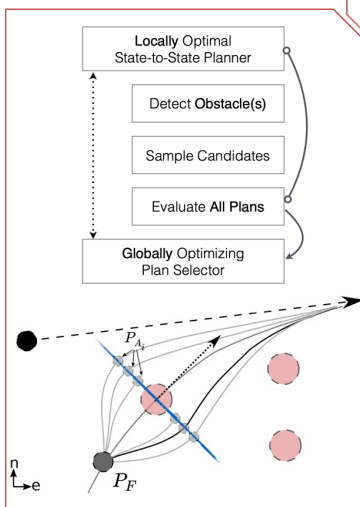 Locally Optimal
State-to-State Planner
Detect Obstacle(s)
Sample Candidates
Evaluate All Plans
Globally Optimizing
Plan Selector
P_{A_i}
P_F
n
e